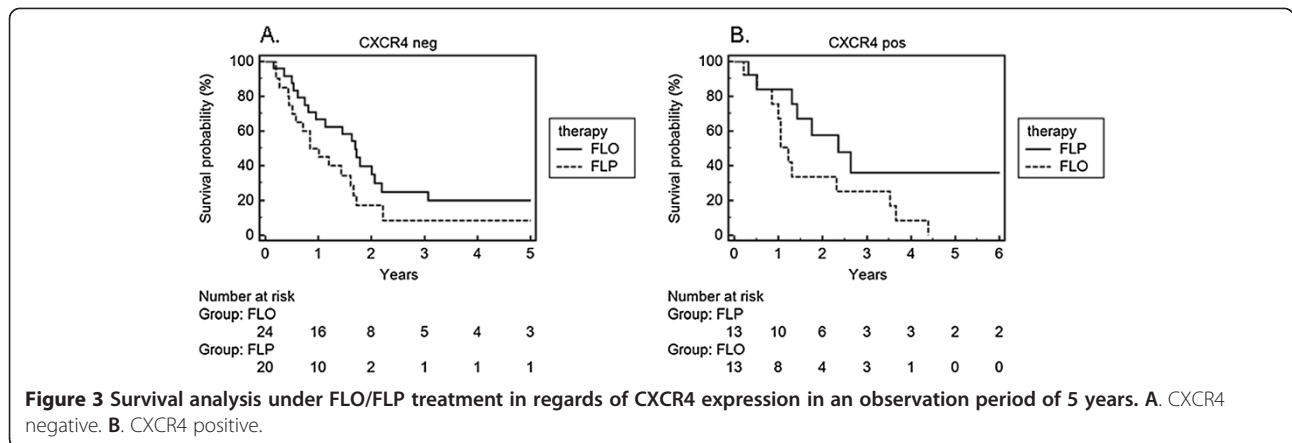 A.
CXCR4 neg
Survival probability (%)
100
80
60
40
20
0
0 1 2 3 4 5
Years
therapy
FLO
FLP
Number at risk
Group: FLO
24 16 8 5 4 3
Group: FLP
20 10 2 1 1 1
B.
CXCR4 pos
Survival probability (%)
100
80
60
40
20
0
0 1 2 3 4 5 6
Years
therapy
FLP
FLO
Number at risk
Group: FLP
13 10 6 3 3 2 2
Group: FLO
13 8 4 3 1 0 0
Figure 3 Survival analysis under FLO/FLP treatment in regards of CXCR4 expression in an observation period of 5 years. A. CXCR4
negative. B. CXCR4 positive.